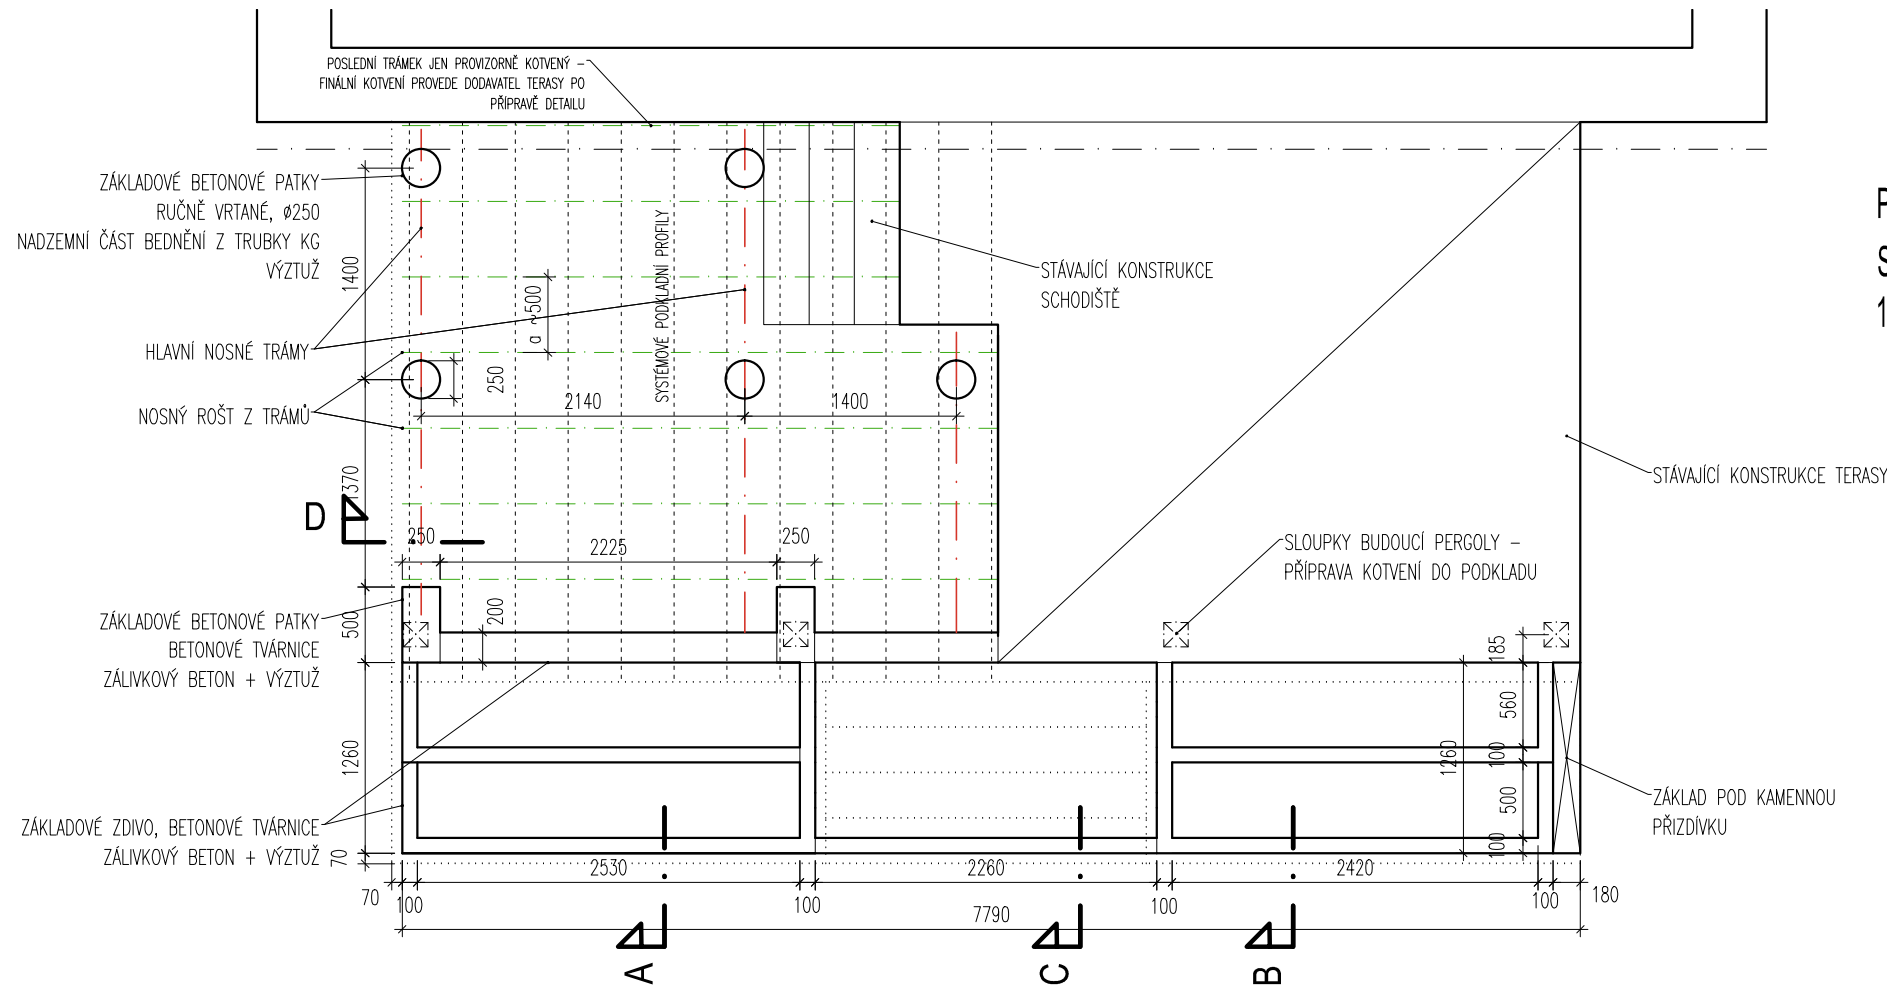 POSLEDNÍ TRÁMEK JEN PROVIZORNĚ KOTVENÝ –
FINÁLNÍ KOTVENÍ PROVEDE DODAVATEL TERASY PO
PŘÍPRAVĚ DETAILU
ZÁKLADOVÉ BETONOVÉ PATKY
RUČNĚ VRTANÉ, ø250
NADZEMNÍ ČÁST BEDNĚNÍ Z TRUBKY KG
VÝZTUŽ
1400
HLAVNÍ NOSNÉ TRÁMY
NOSNÝ ROŠT Z TRÁMŮ
a ~500
SYSTÉMOVÉ PODKLADNÍ PROFILY
STÁVAJÍCÍ KONSTRUKCE
SCHODIŠTĚ
P
S
1
250
2140
1400
1370
D
250
2225
250
STÁVAJÍCÍ KONSTRUKCE TERASY
SLOUPKY BUDOUCÍ PERGOLY –
PŘÍPRAVA KOTVENÍ DO PODKLADU
ZÁKLADOVÉ BETONOVÉ PATKY
BETONOVÉ TVÁRNICE
ZÁLIVKOVÝ BETON + VÝZTUŽ
500
200
185
560
1260
1260
100
500
100
ZÁKLAD POD KAMENNOU
PŘIZDÍVKU
ZÁKLADOVÉ ZDIVO, BETONOVÉ TVÁRNICE
ZÁLIVKOVÝ BETON + VÝZTUŽ
70
2530
2260
2420
70
100
100
100
100
180
7790
A
C
B